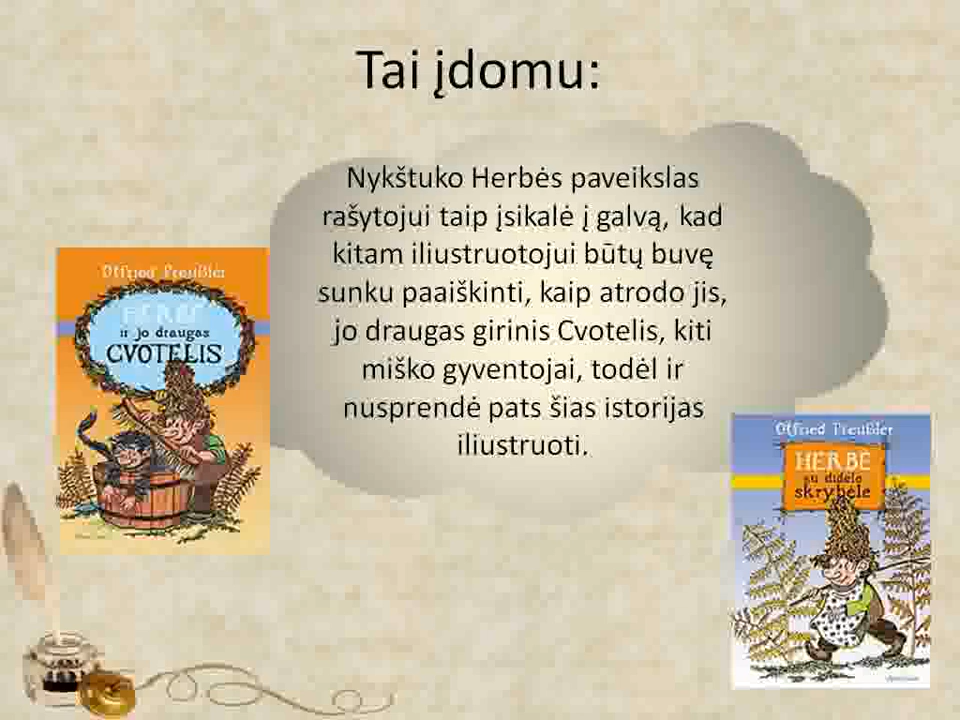 Tai įdomu:
Nykštuko Herbės paveikslas
rašytojui taip įsikalė į galvą, kad
kitam iliustruotojui būtų buvę
sunku paaiškinti, kaip atrodo jis,
jo draugas girinis Cvotelis, kiti
miško gyventojai, todėl ir
nusprendė pats šias istorijas
iliustruoti.
Otfried Preußler
HERBĖ
ir jo draugas
CVOTELIS
Otfried Preußler
HERBĖ
su didele
skrybėle